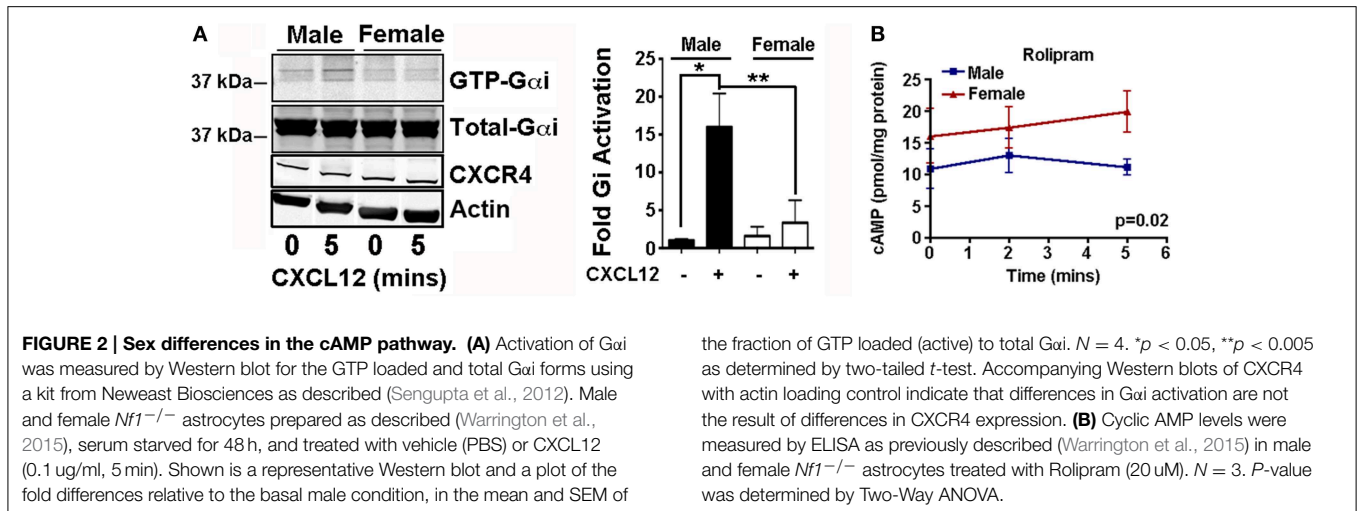 A
Male Female
37 kDa
GTP-Gαi
37 kDa
Total-Gαi
CXCR4
Actin
0 5 0 5
CXCL12 (mins)
Fold Gi Activation
Male Female
* **
25
20
15
10
5
0
CXCL12 - + - +
B
Rolipram
Male
Female
cAMP (pmol/mg protein)
25
20
15
10
5
0
p=0.02
0 1 2 3 4 5 6
Time (mins)
FIGURE 2 | Sex differences in the cAMP pathway. (A) Activation of Gαi
was measured by Western blot for the GTP loaded and total Gαi forms using
a kit from Neweast Biosciences as described (Sengupta et al., 2012). Male
and female Nf1−/− astrocytes prepared as described (Warrington et al.,
2015), serum starved for 48 h, and treated with vehicle (PBS) or CXCL12
(0.1 ug/ml, 5 min). Shown is a representative Western blot and a plot of the
fold differences relative to the basal male condition, in the mean and SEM of
the fraction of GTP loaded (active) to total Gαi. N = 4. *p < 0.05, **p < 0.005
as determined by two-tailed t-test. Accompanying Western blots of CXCR4
with actin loading control indicate that differences in Gαi activation are not
the result of differences in CXCR4 expression. (B) Cyclic AMP levels were
measured by ELISA as previously described (Warrington et al., 2015) in male
and female Nf1−/− astrocytes treated with Rolipram (20 uM). N = 3. P-value
was determined by Two-Way ANOVA.